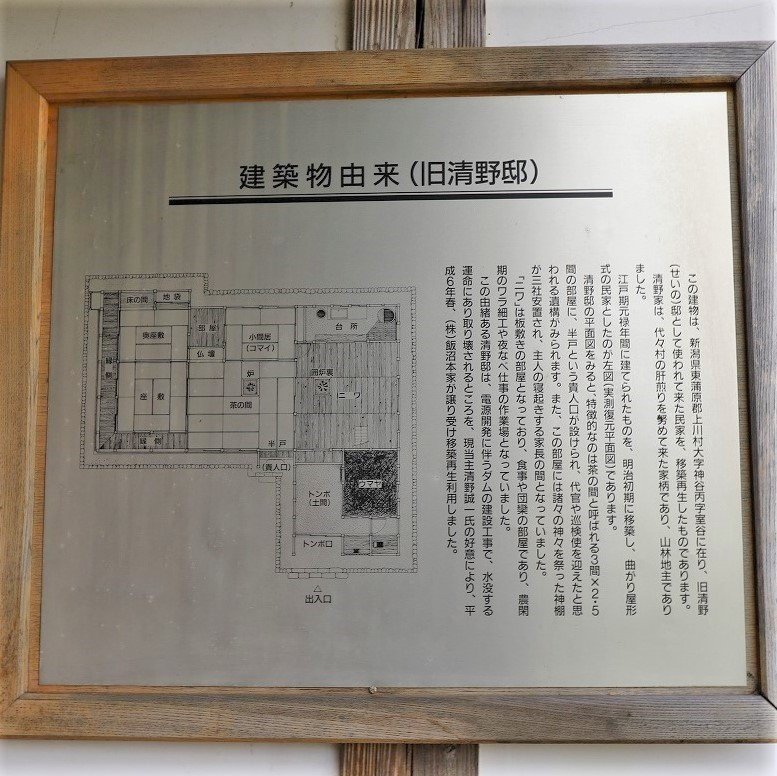 建築物由来(旧清野邸)
この建物は、新潟県東蒲原郡上川村大字神谷丙字室谷に在り、旧清野
(せいの)邸として使われて来た民家を、移築再生したものであります。
清野家は、代々村の肝煎りを努めて来た家柄であり、山林地主であり
ました。
江戸期元禄年間に建てられたものを、明治初期に移築し、曲がり屋形
式の民家としたのが左図(実測復元平面図)であります。
清野邸の平面図をみると、特徴的なのは茶の間と呼ばれる3間×2・5
間の部屋に、半戸という貴人口が設けられ、代官や巡検使を迎えたと思
われる遺構がみられます。また、この部屋には諸々の神々を祭った神棚
が三社安置され、主人の寝起きする家長の間となっていました。
「ニワ」は板敷きの部屋となっており、食事や団欒の部屋であり、農閑
期のワラ細工や夜なべ仕事の作業場となっていました。
この由緒ある清野邸は、電源開発に伴うダムの建設工事で、水没する
運命にあり取り壊されるところを、現当主清野誠一氏の好意により、平
成6年春、(株)飯沼本家が譲り受け移築再生利用しました。
床の間
地袋
奥座敷
部屋
小間居
(コマイ)
台所
縁側
仏壇
炉
囲炉裏
ニワ
座敷
茶の間
縁側
半戸
(貴人口)
ウマヤ
トンボ
(土間)
トンボ口
△
出入口